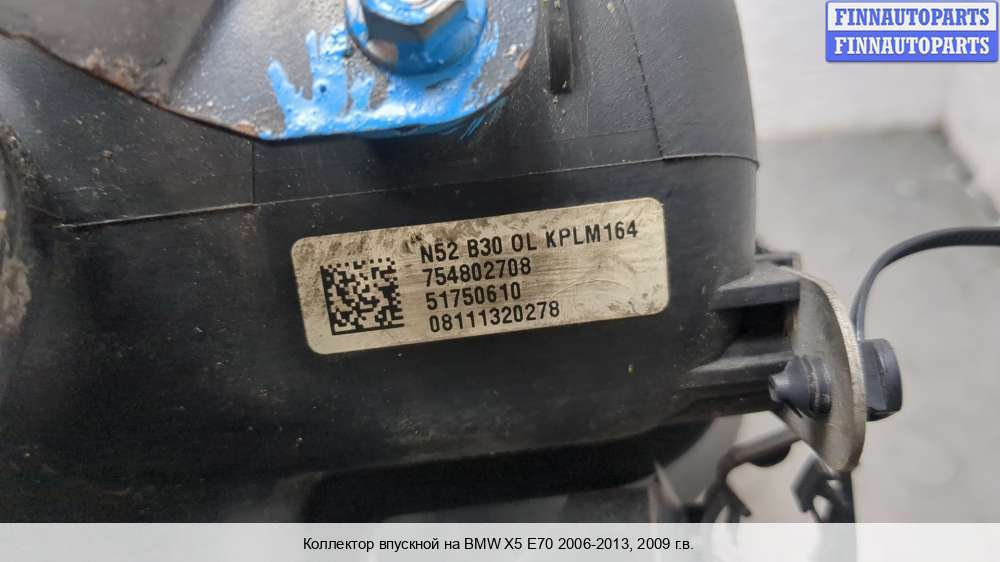 FINNAUTOPARTS
FINNAUTOPARTS
N52 B30 OL KPLM164
754802708
51750610
08111320278
Коллектор впускной на BMW X5 E70 2006-2013, 2009 г.в.